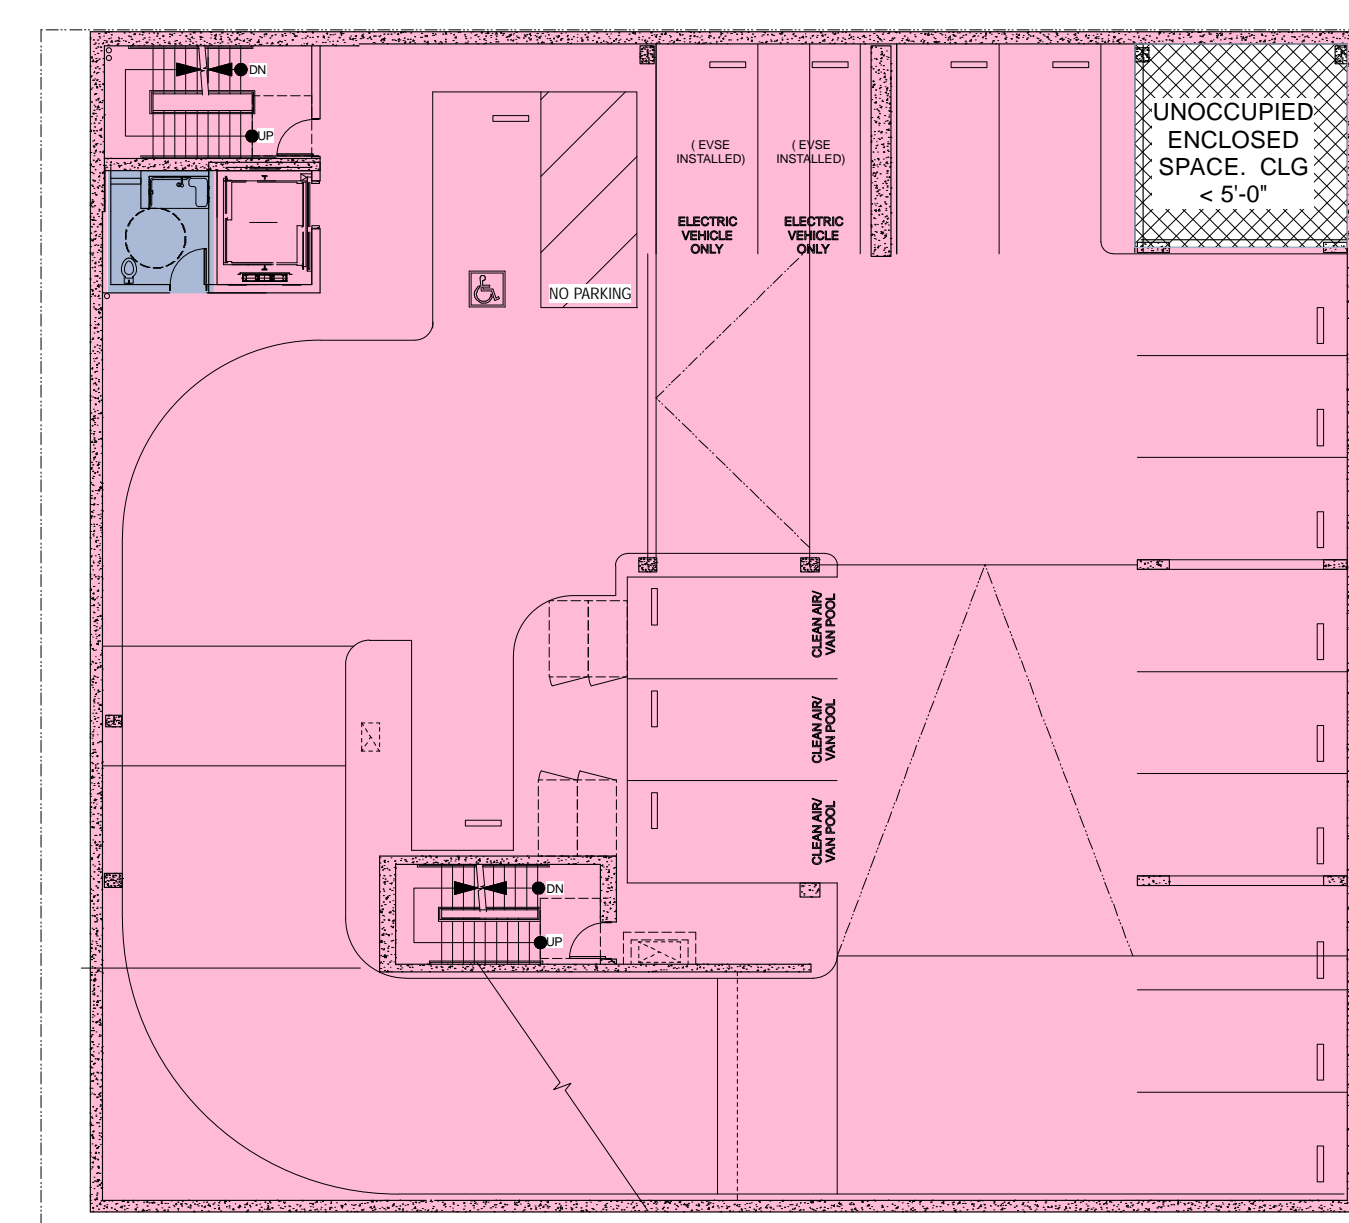 DN
UP
UNOCCUPIED
ENCLOSED
SPACE. CLG
< 5'-0"
( EVSE
INSTALLED)
( EVSE
INSTALLED)
ELECTRIC
VEHICLE
ONLY
ELECTRIC
VEHICLE
ONLY
NO PARKING
CLEAN AIR/
VAN POOL
CLEAN AIR/
VAN POOL
CLEAN AIR/
VAN POOL
DN
UP